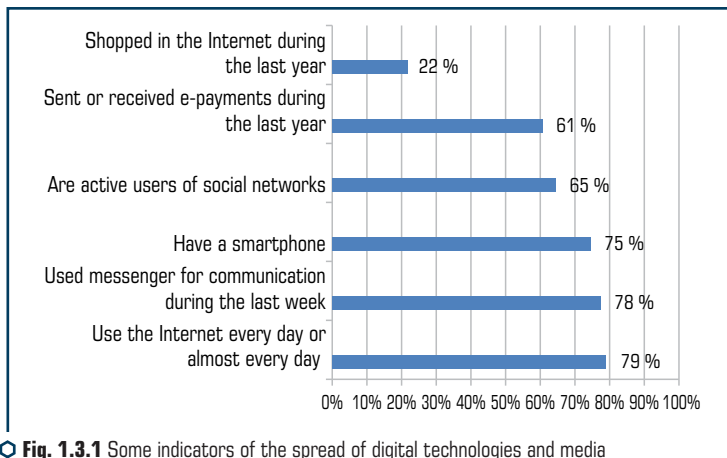 Shopped in the Internet during
the last year
22 %
Sent or received e-payments during
the last year
61 %
Are active users of social networks
65 %
Have a smartphone
75 %
Used messenger for communication
during the last week
78 %
Use the Internet every day or
almost every day
79 %
0% 10% 20% 30% 40% 50% 60% 70% 80% 90% 100%
Fig. 1.3.1 Some indicators of the spread of digital technologies and media